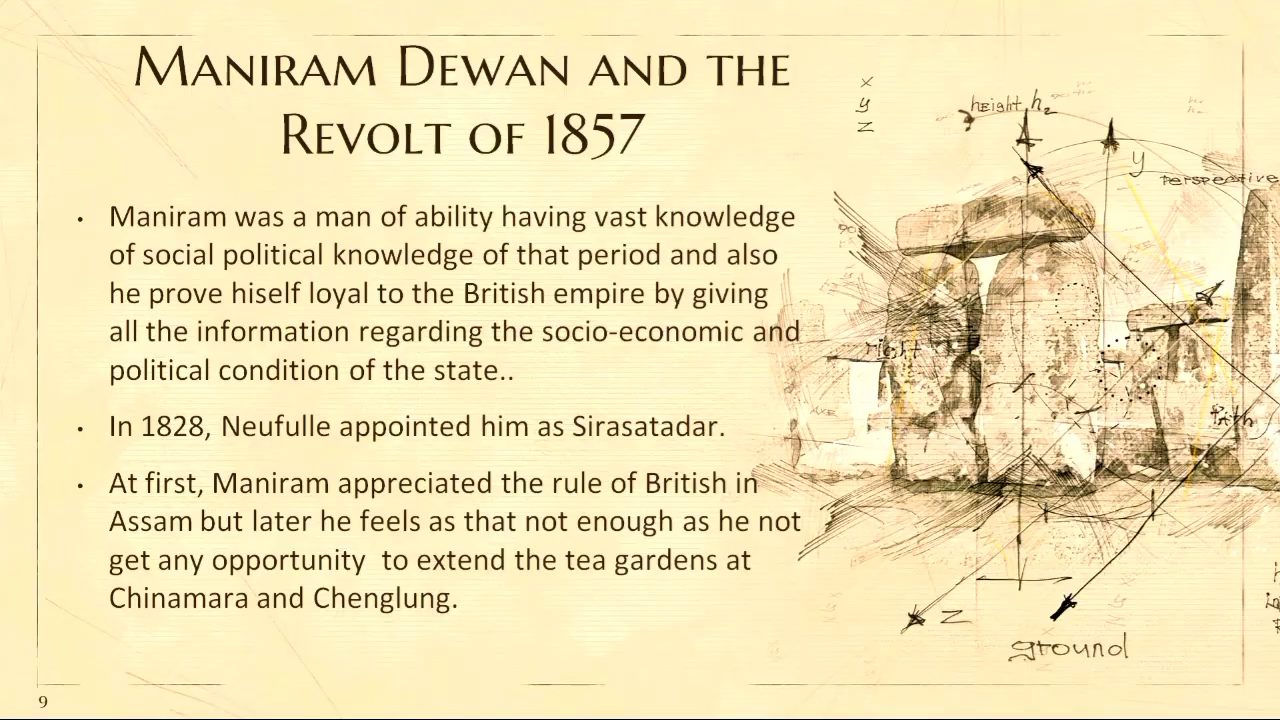 Maniram Dewan and the
Revolt of 1857
• Maniram was a man of ability having vast knowledge
of social political knowledge of that period and also
he prove hiself loyal to the British empire by giving
all the information regarding the socio-economic and
political condition of the state..
• In 1828, Neufulle appointed him as Sirasatadar.
• At first, Maniram appreciated the rule of British in
Assam but later he feels as that not enough as he not
get any opportunity to extend the tea gardens at
Chinamara and Chenglung.
x
y
z
height h2
y
perspective
z
ground
9